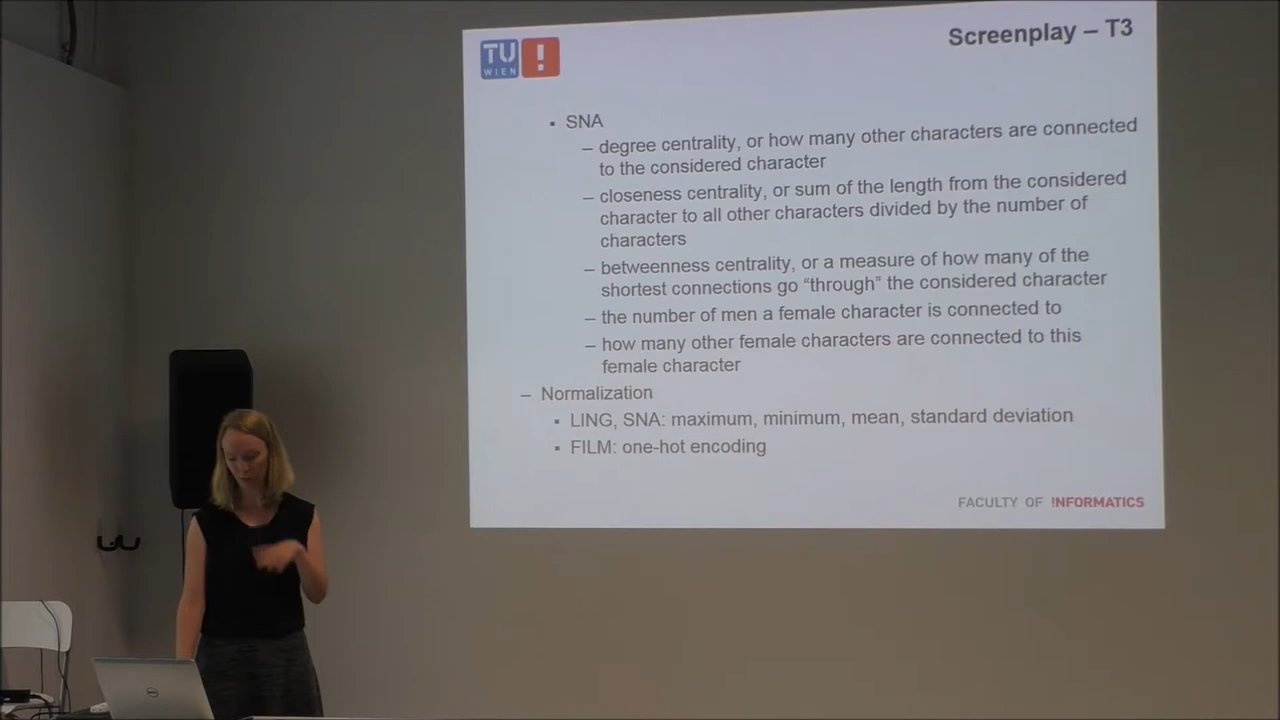 Screenplay – T3
TU
WIEN
!
▪ SNA
– degree centrality, or how many other characters are connected
to the considered character
– closeness centrality, or sum of the length from the considered
character to all other characters divided by the number of
characters
– betweenness centrality, or a measure of how many of the
shortest connections go “through” the considered character
– the number of men a female character is connected to
– how many other female characters are connected to this
female character
– Normalization
▪ LING, SNA: maximum, minimum, mean, standard deviation
▪ FILM: one-hot encoding
FACULTY OF !NFORMATICS
DELL